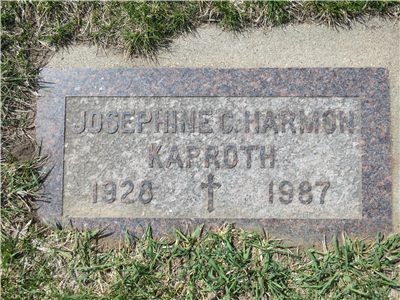 JOSEPHINE C. HARMON
KAPROTH
1928 1987